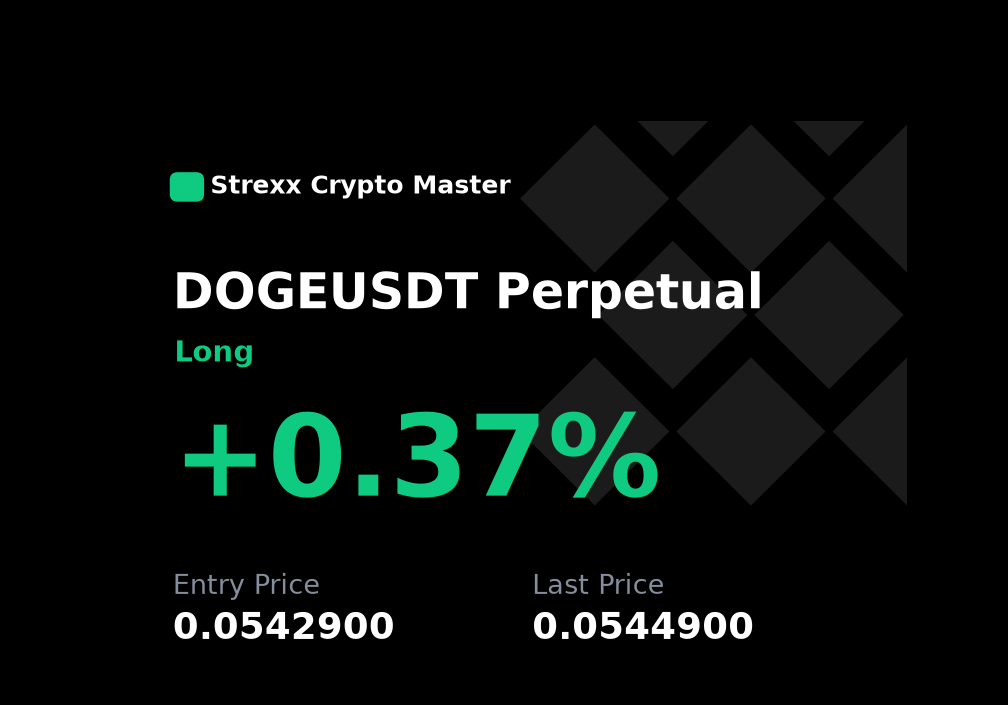 Strexx Crypto Master
DOGEUSDT Perpetual
Long
+0.37%
Entry Price Last Price
0.0542900 0.0544900